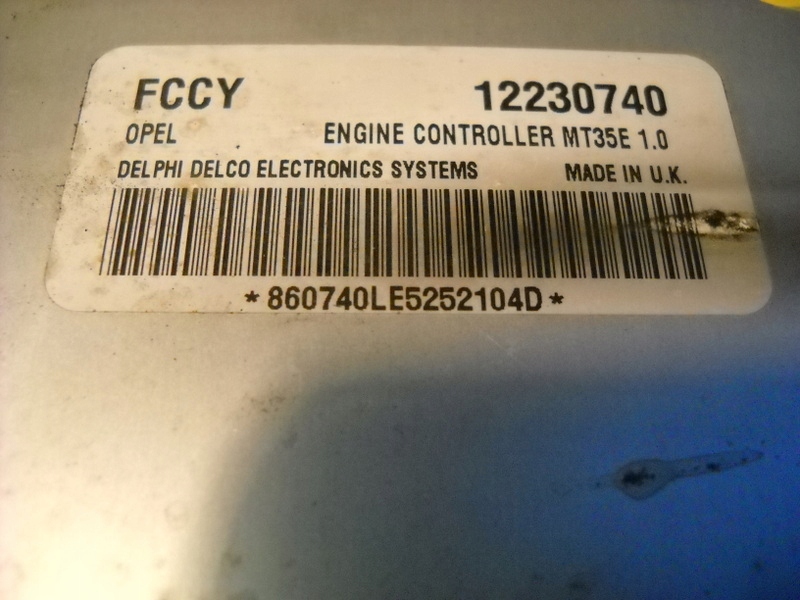 FCCY 12230740
OPEL ENGINE CONTROLLER MT35E 1.0
DELPHI DELCO ELECTRONICS SYSTEMS MADE IN U.K.
*860740LE5252104D*